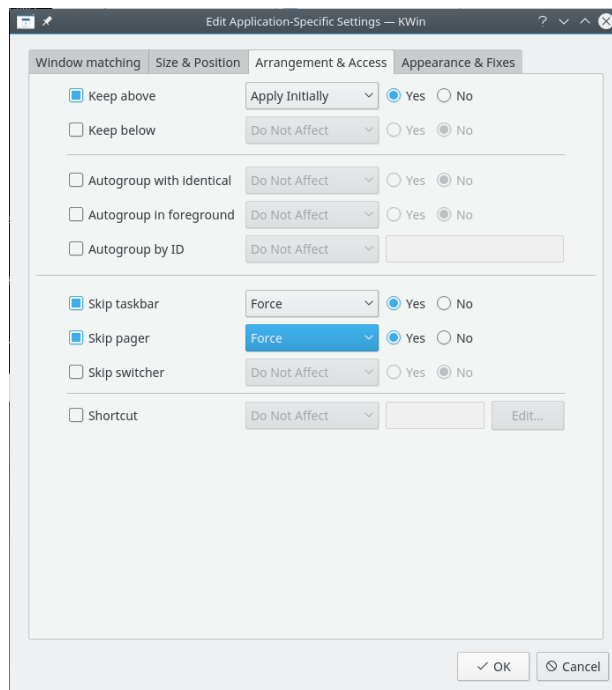 Edit Application-Specific Settings — KWin
Window matching Size & Position Arrangement & Access Appearance & Fixes
Keep above Apply Initially Yes No
Keep below Do Not Affect Yes No
Autogroup with identical Do Not Affect Yes No
Autogroup in foreground Do Not Affect Yes No
Autogroup by ID Do Not Affect
Skip taskbar Force Yes No
Skip pager Force Yes No
Skip switcher Do Not Affect Yes No
Shortcut Do Not Affect Edit...
OK Cancel